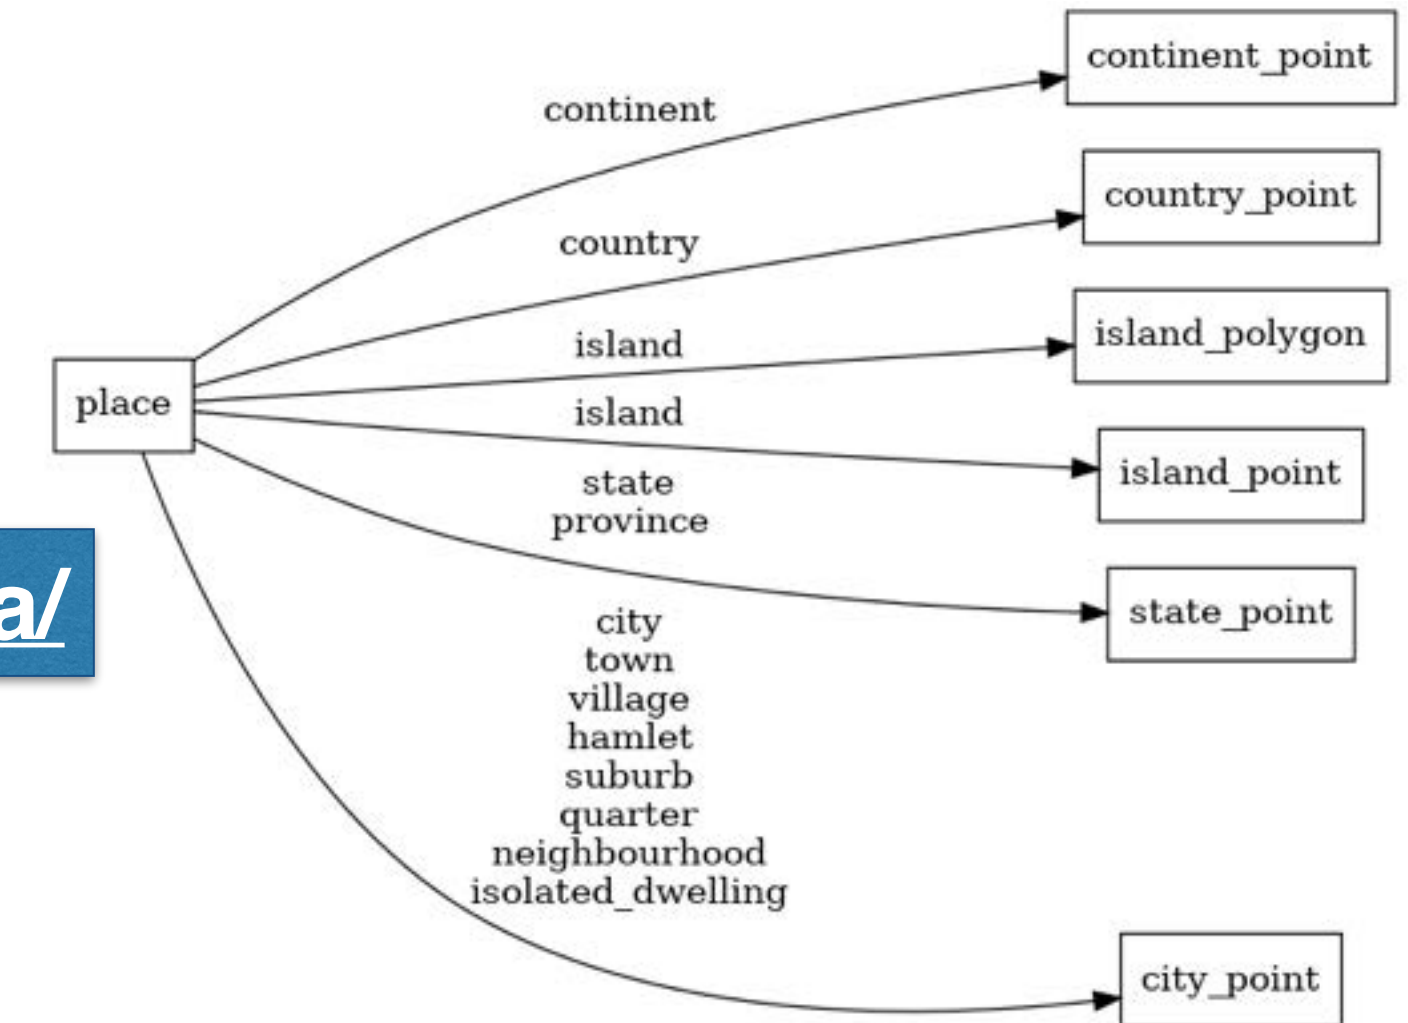 continent_point
continent
country_point
country
island_polygon
island
place
island
island_point
state
province
state_point
a/
city
town
village
hamlet
suburb
quarter
neighbourhood
isolated_dwelling
city_point